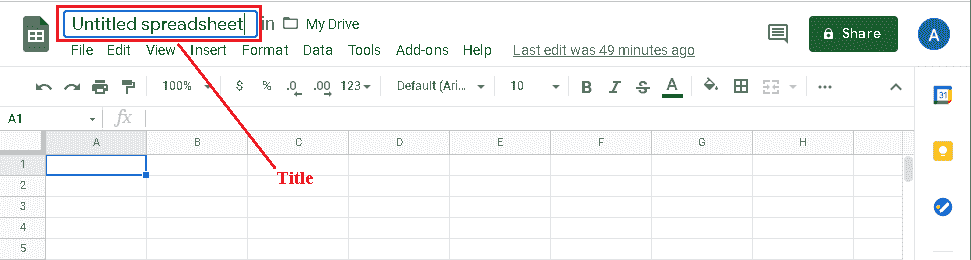 Untitled spreadsheet in My Drive
File Edit View Insert Format Data Tools Add-ons Help Last edit was 49 minutes ago
Share
A
100% $ % .0 .00 123 Default (Ari... 10 B I S A ...
31
A1 fx
A B C D E F G H
1
Title
2
3
4
5